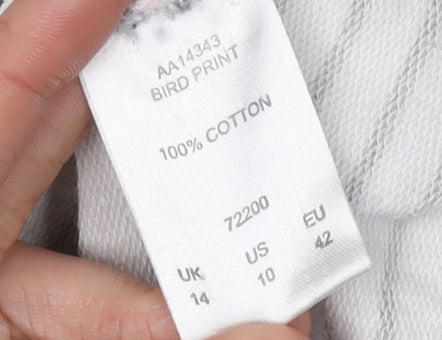 AA14343
BIRD PRINT
100% COTTON
72200
UK US EU
14 10 42